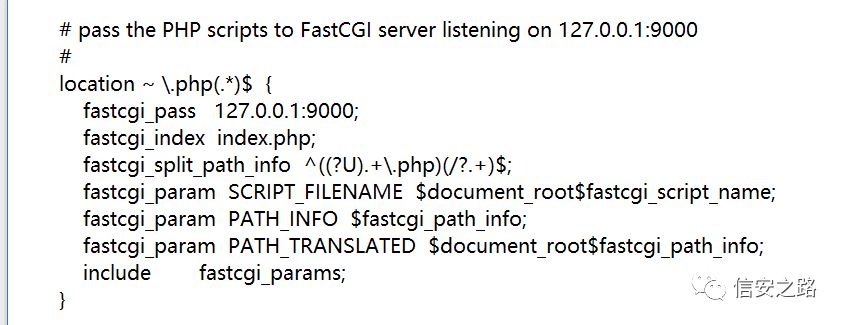 # pass the PHP scripts to FastCGI server listening on 127.0.0.1:9000
#
location ~ \.php(.*)$  {
    fastcgi_pass   127.0.0.1:9000;
    fastcgi_index  index.php;
    fastcgi_split_path_info  ^((?U).+\.php)(/?.+)$;
    fastcgi_param  SCRIPT_FILENAME  $document_root$fastcgi_script_name;
    fastcgi_param  PATH_INFO  $fastcgi_path_info;
    fastcgi_param  PATH_TRANSLATED  $document_root$fastcgi_path_info;
    include        fastcgi_params;
}
信安之路